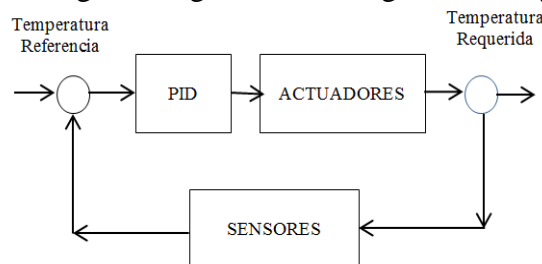 Temperatura
Referencia
Temperatura
Requerida
PID
ACTUADORES
SENSORES